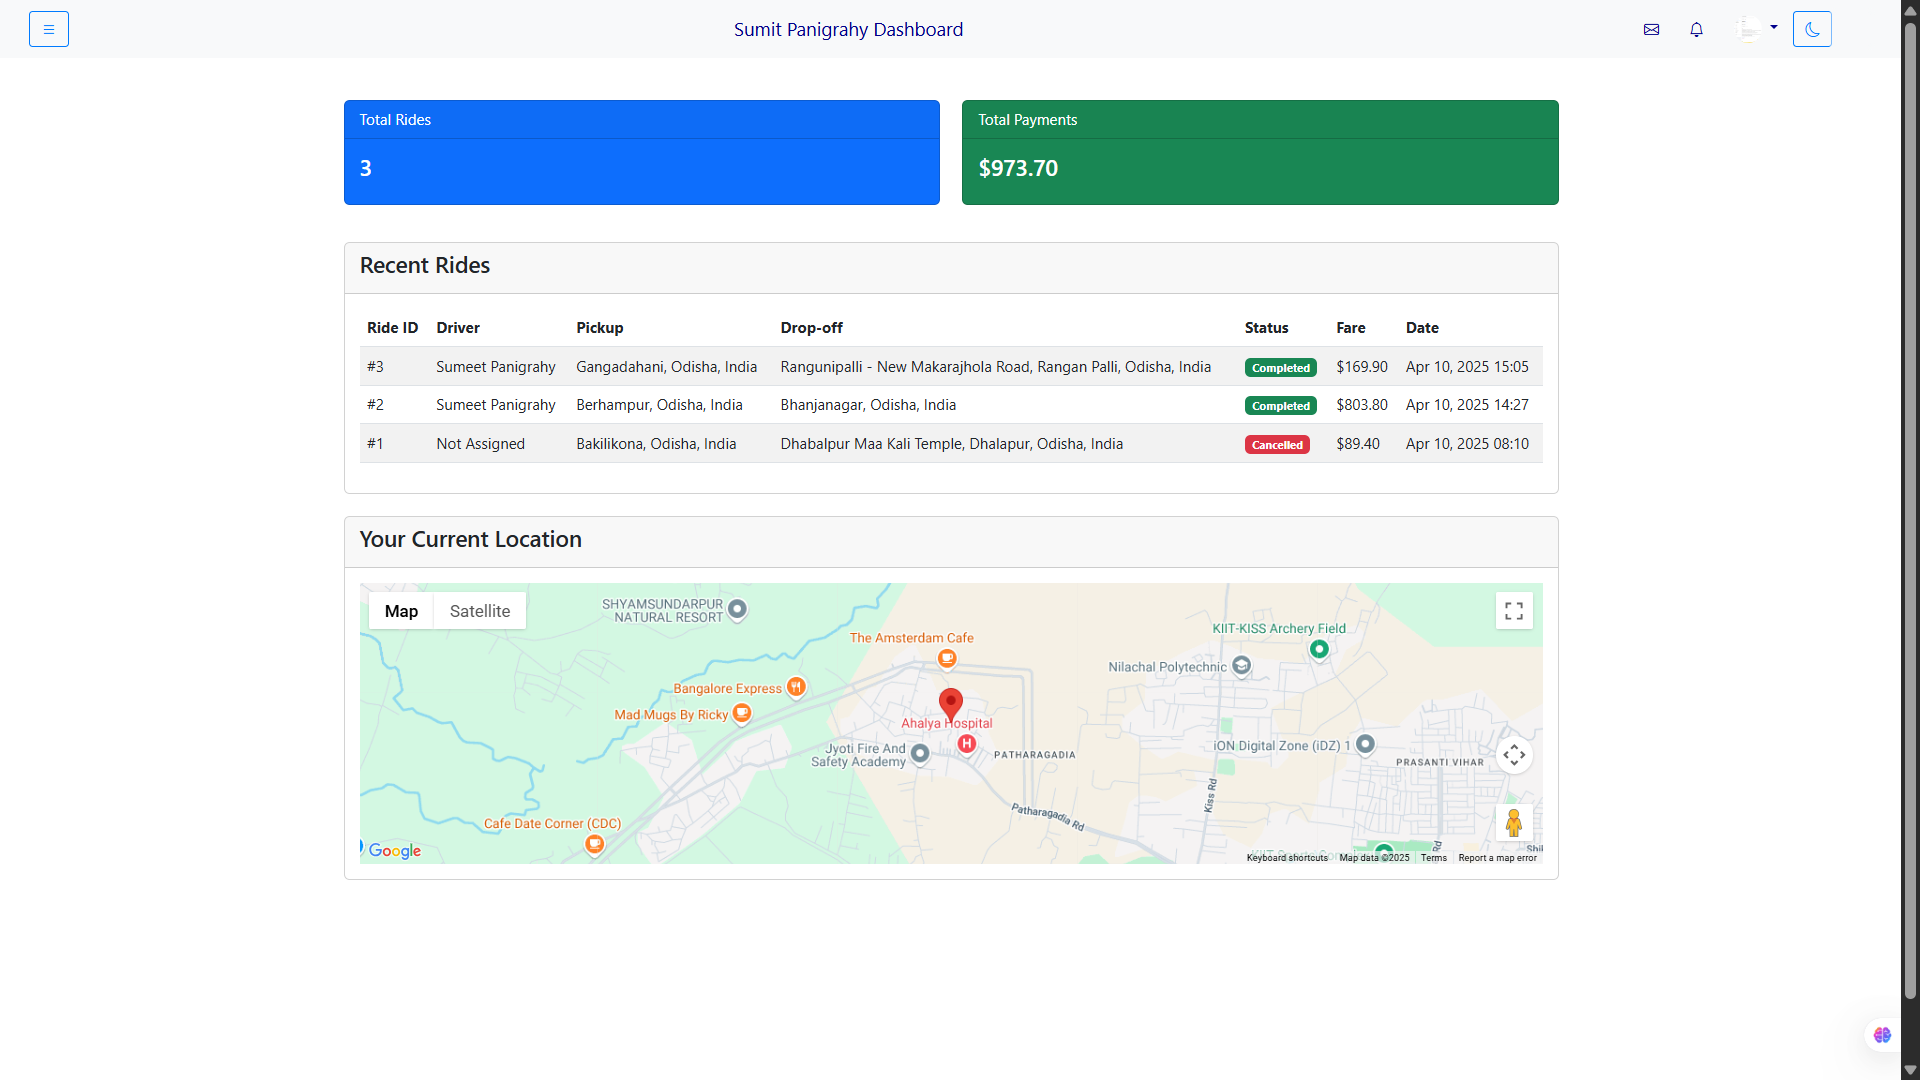 Sumit Panigrahy Dashboard
Total Rides
3
Total Payments
$973.70
Recent Rides
Ride ID Driver Pickup Drop-off Status Fare Date
#3 Sumeet Panigrahy Gangadahani, Odisha, India Rangunipalli - New Makarajhola Road, Rangan Palli, Odisha, India Completed $169.90 Apr 10, 2025 15:05
#2 Sumeet Panigrahy Berhampur, Odisha, India Bhanjanagar, Odisha, India Completed $803.80 Apr 10, 2025 14:27
#1 Not Assigned Bakilikona, Odisha, India Dhabalpur Maa Kali Temple, Dhalapur, Odisha, India Cancelled $89.40 Apr 10, 2025 08:10
Your Current Location
Map Satellite
SHYAMSUNDARPUR
NATURAL RESORT
The Amsterdam Cafe
KIIT-KISS Archery Field
Nilachal Polytechnic
Bangalore Express
Mad Mugs By Ricky
Ahalya Hospital
H
Jyoti Fire And
Safety Academy
PATHARAGADIA
iON Digital Zone (iDZ) 1
PRASANTI VIHAR
Kiss Rd
Patharagadia Rd
Cafe Date Corner (CDC)
Rd
Google
Keyboard shortcuts Map data ©2025 Terms Report a map error